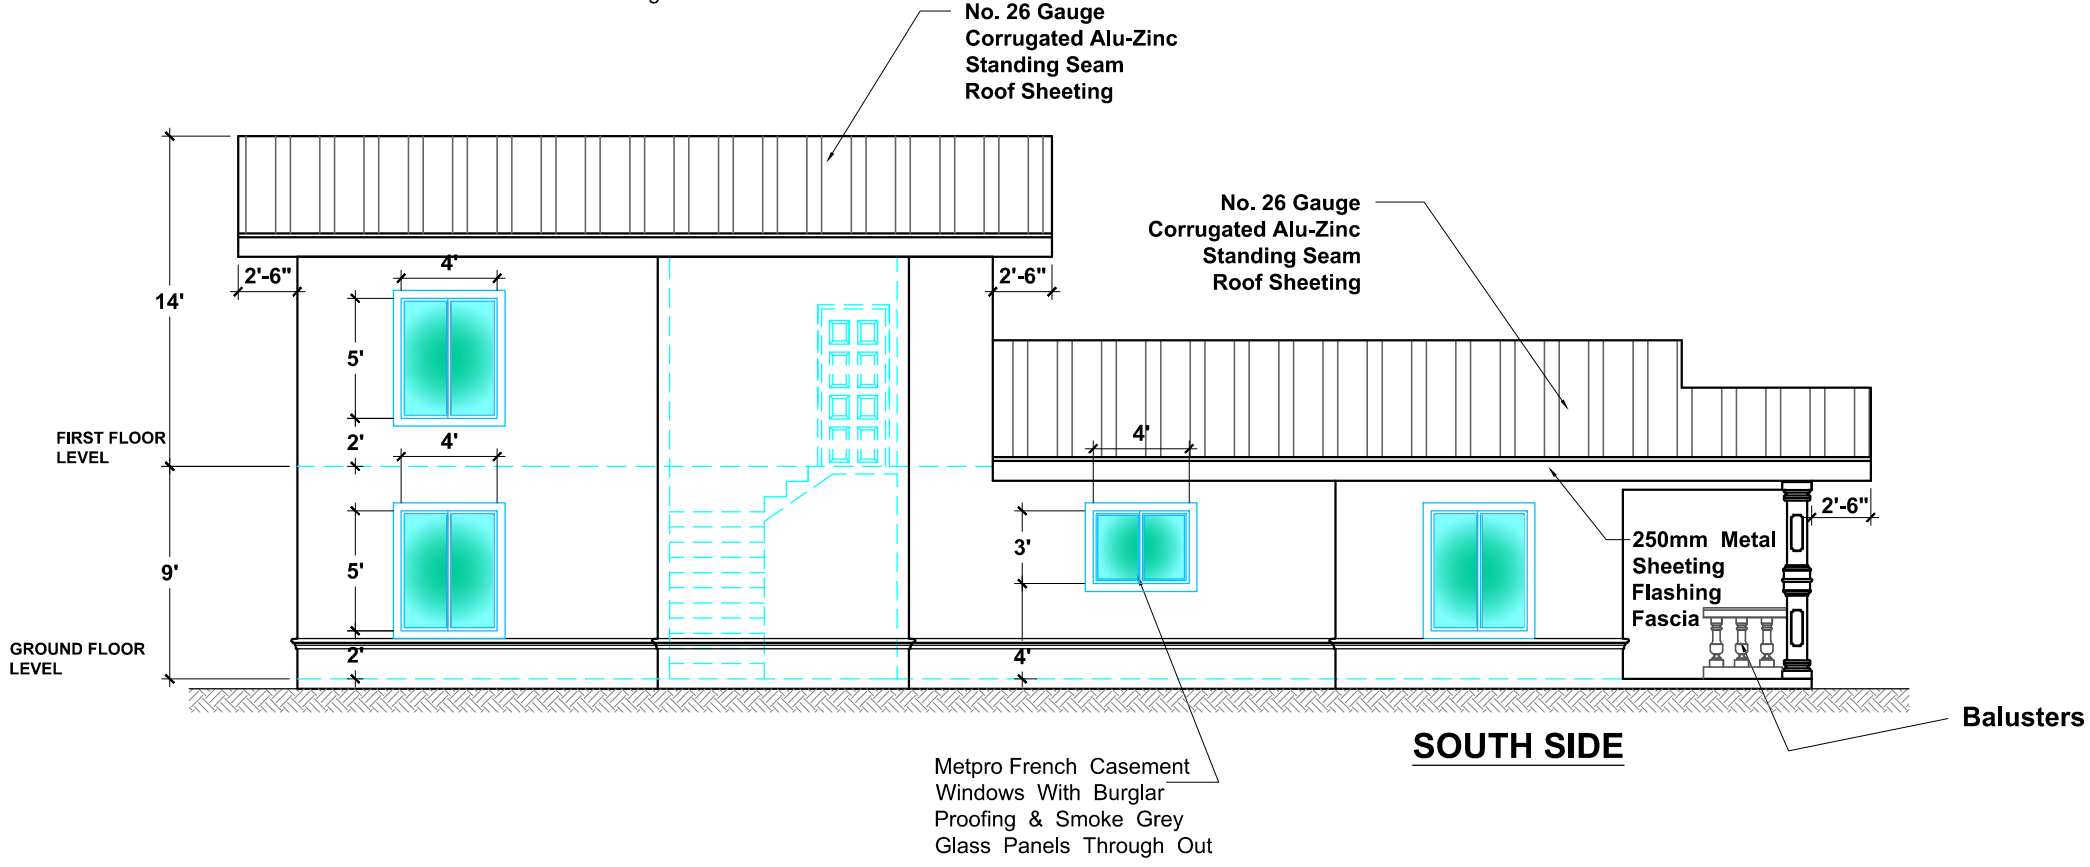 No. 26 Gauge
Corrugated Alu-Zinc
Standing Seam
Roof Sheeting
No. 26 Gauge
Corrugated Alu-Zinc
Standing Seam
Roof Sheeting
2'-6"
4'
2'-6"
14'
5'
FIRST FLOOR
LEVEL
2'
4'
4'
2'-6"
9'
5'
3'
250mm Metal
Sheeting
Flashing
Fascia
GROUND FLOOR
LEVEL
2'
4'
Balusters
SOUTH SIDE
Metpro French Casement
Windows With Burglar
Proofing & Smoke Grey
Glass Panels Through Out